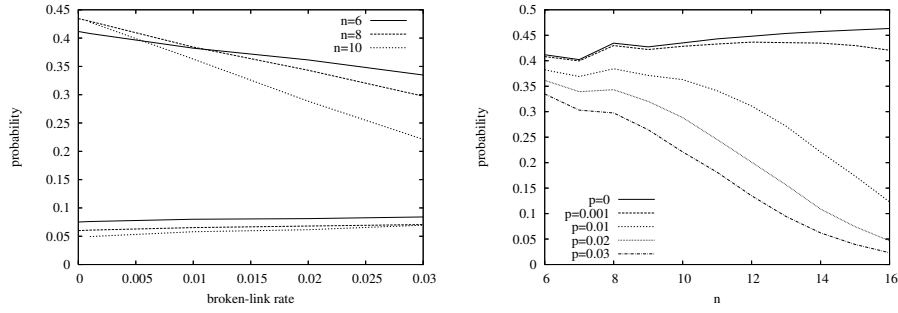 0.45
0.4
0.35
0.3
0.25
0.2
0.15
0.1
0.05
0
0 0.005 0.01 0.015 0.02 0.025 0.03
probability
broken-link rate
n=6
n=8
n=10
0.5
0.45
0.4
0.35
0.3
0.25
0.2
0.15
0.1
0.05
0
6 8 10 12 14 16
probability
n
p=0
p=0.001
p=0.01
p=0.02
p=0.03